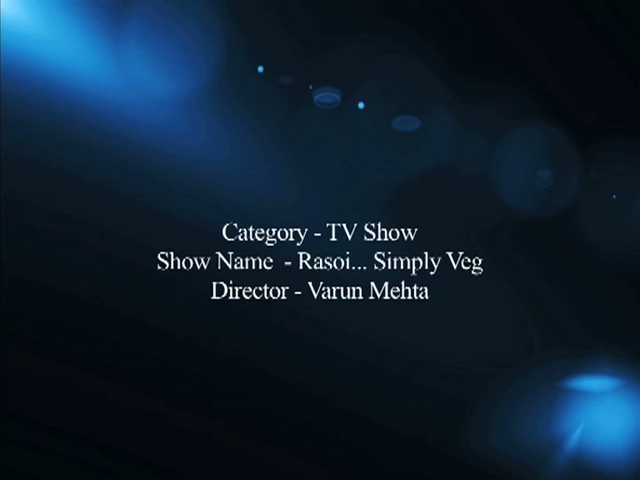 Category - TV Show
Show Name  - Rasoi... Simply Veg
Director - Varun Mehta